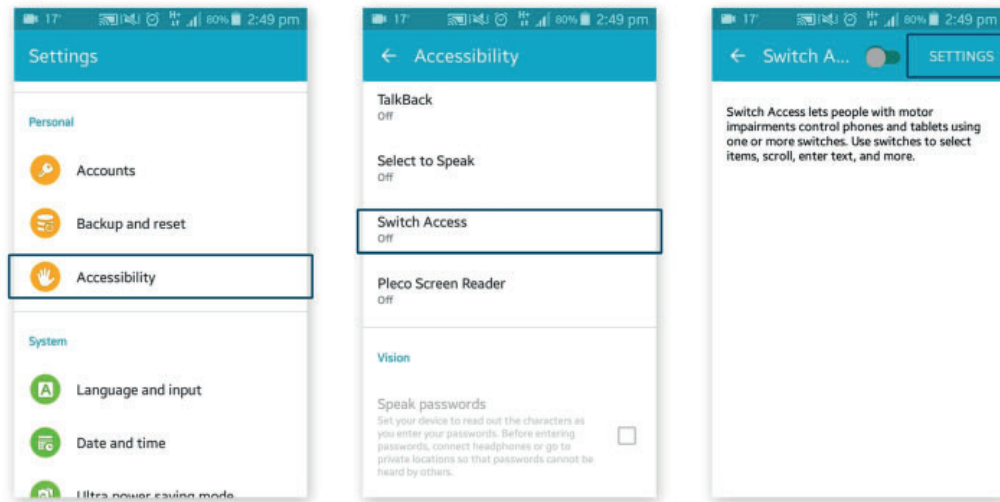 17° H+ 80% 2:49 pm
Settings
Personal
Accounts
Backup and reset
Accessibility
System
A Language and input
Date and time
Ultra power saving mode
17° H+ 80% 2:49 pm
Accessibility
TalkBack
Off
Select to Speak
Off
Switch Access
Off
Pleco Screen Reader
Off
Vision
Speak passwords
Set your device to read out the characters as
you enter your passwords. Before entering
passwords, connect headphones or go to
private locations so that passwords cannot be
heard by others.
17° H+ 80% 2:49 pm
Switch A... SETTINGS
Switch Access lets people with motor
impairments control phones and tablets using
one or more switches. Use switches to select
items, scroll, enter text, and more.